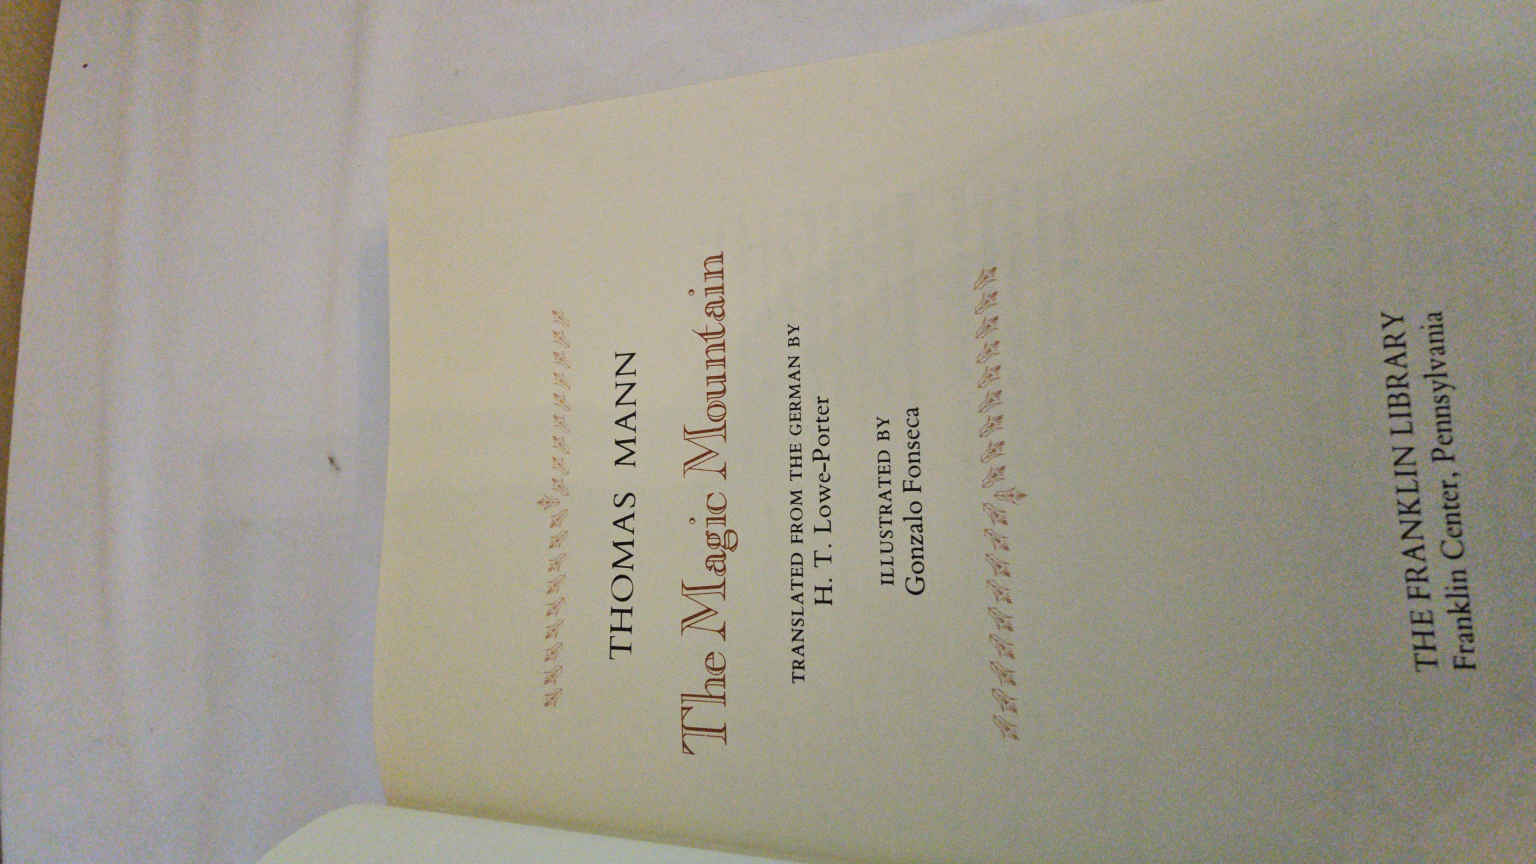 THOMAS MANN
The Magic Mountain
TRANSLATED FROM THE GERMAN BY
H. T. Lowe-Porter
ILLUSTRATED BY
Gonzalo Fonseca
THE FRANKLIN LIBRARY
Franklin Center, Pennsylvania